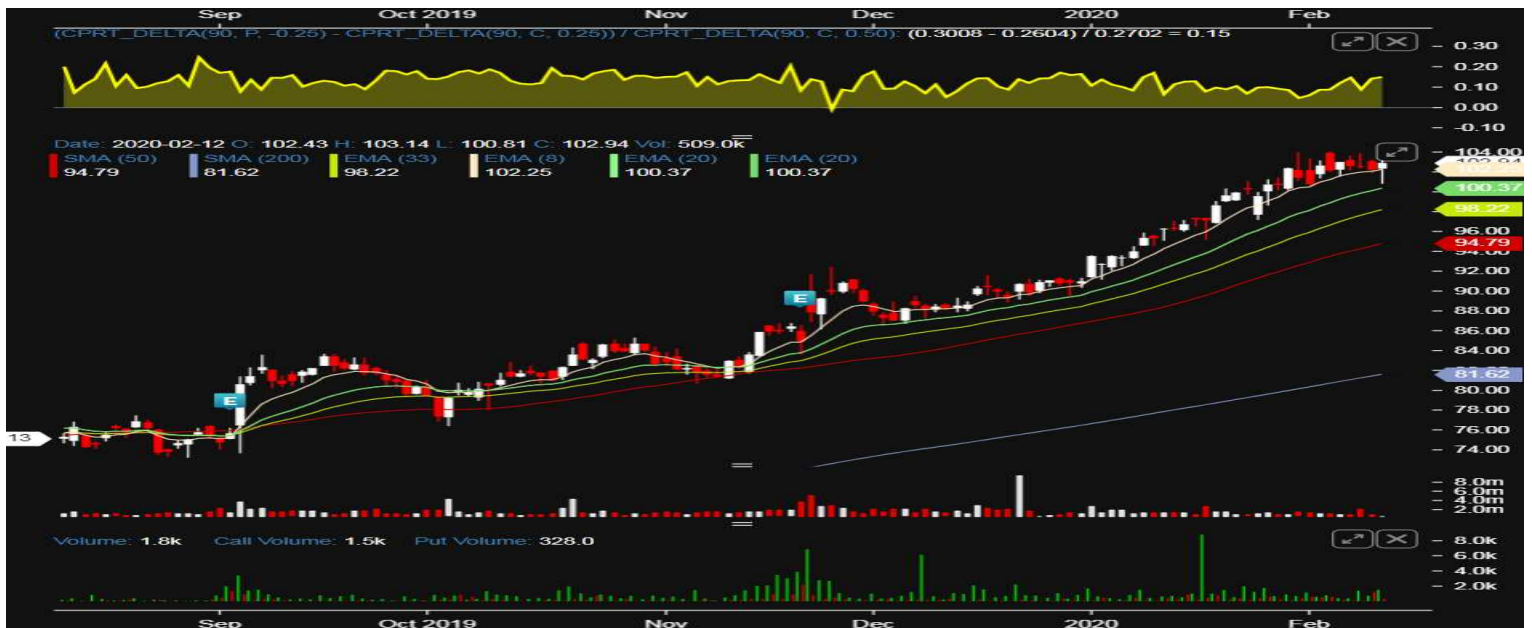 Sep Oct 2019 Nov Dec 2020 Feb
(CPRT_DELTA(90, P, -0.25) - CPRT_DELTA(90, C, 0.25)) / CPRT_DELTA(90, C, 0.50): (0.3008 - 0.2604) / 0.2702 = 0.15
0.30
0.20
0.10
0.00
-0.10
Date: 2020-02-12 O: 102.43 H: 103.14 L: 100.81 C: 102.94 Vol: 509.0k
SMA (50) SMA (200) EMA (33) EMA (8) EMA (20) EMA (20)
94.79 81.62 98.22 102.25 100.37 100.37
104.00
102.94
100.37
98.22
96.00
94.79
94.00
92.00
E
90.00
88.00
86.00
84.00
81.62
E
80.00
78.00
76.00
13
74.00
8.0m
6.0m
4.0m
2.0m
Volume: 1.8k Call Volume: 1.5k Put Volume: 328.0
8.0k
6.0k
4.0k
2.0k
Sep Oct 2019 Nov Dec 2020 Feb